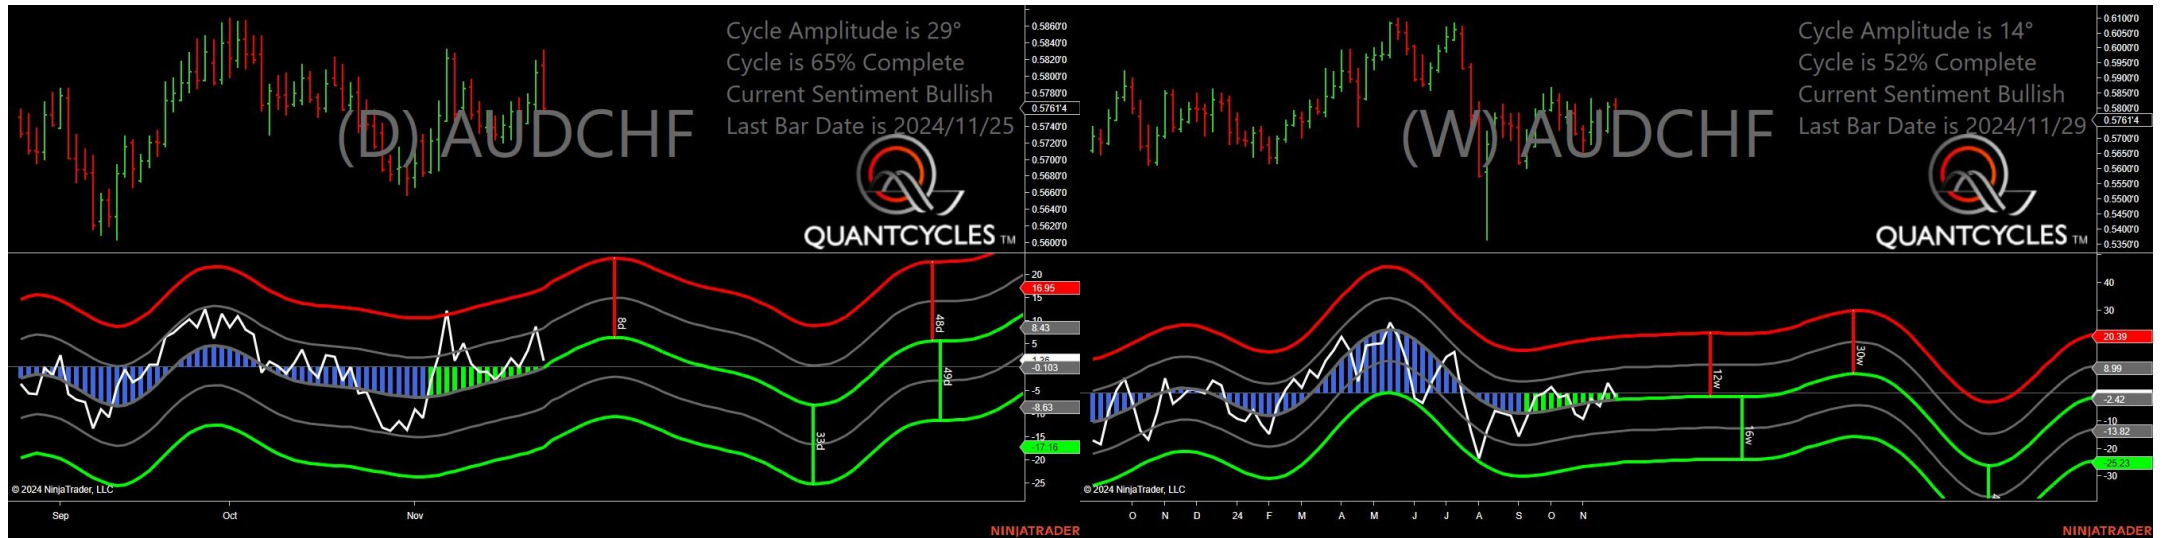 Cycle Amplitude is 29°
Cycle is 65% Complete
Current Sentiment Bullish
Last Bar Date is 2024/11/25
(D) AUDCHF
QUANTCYCLES TM
0.5860'0
0.5840'0
0.5820'0
0.5800'0
0.5780'0
0.5761'4
0.5740'0
0.5720'0
0.5700'0
0.5680'0
0.5660'0
0.5640'0
0.5620'0
0.5600'0
20
16.95
15
10
8.43
5
-0.103
-5
-8.63
-15
-17.16
-20
-25
8d
33d
48d
49d
© 2024 NinjaTrader, LLC
Sep
Oct
Nov
NINJATRADER
Cycle Amplitude is 14°
Cycle is 52% Complete
Current Sentiment Bullish
Last Bar Date is 2024/11/29
(W) AUDCHF
QUANTCYCLES TM
0.6100'0
0.6050'0
0.6000'0
0.5950'0
0.5900'0
0.5850'0
0.5800'0
0.5761'4
0.5700'0
0.5650'0
0.5600'0
0.5550'0
0.5500'0
0.5450'0
0.5400'0
0.5350'0
40
30
20.39
8.99
-2.42
-10
-13.82
-20
-25.23
-30
12w
16w
30w
© 2024 NinjaTrader, LLC
O
N
D
24
F
M
A
M
J
J
A
S
O
N
NINJATRADER